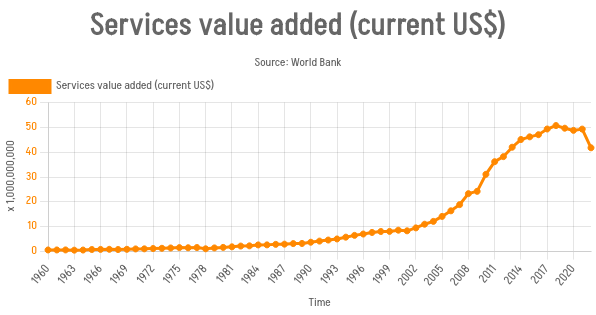 Services value added (current US$)
Source: World Bank
Services value added (current US$)
x 1,000,000,000
60
50
40
30
20
10
0
1960 1963 1966 1969 1972 1975 1978 1981 1984 1987 1990 1993 1996 1999 2002 2005 2008 2011 2014 2017 2020
Time